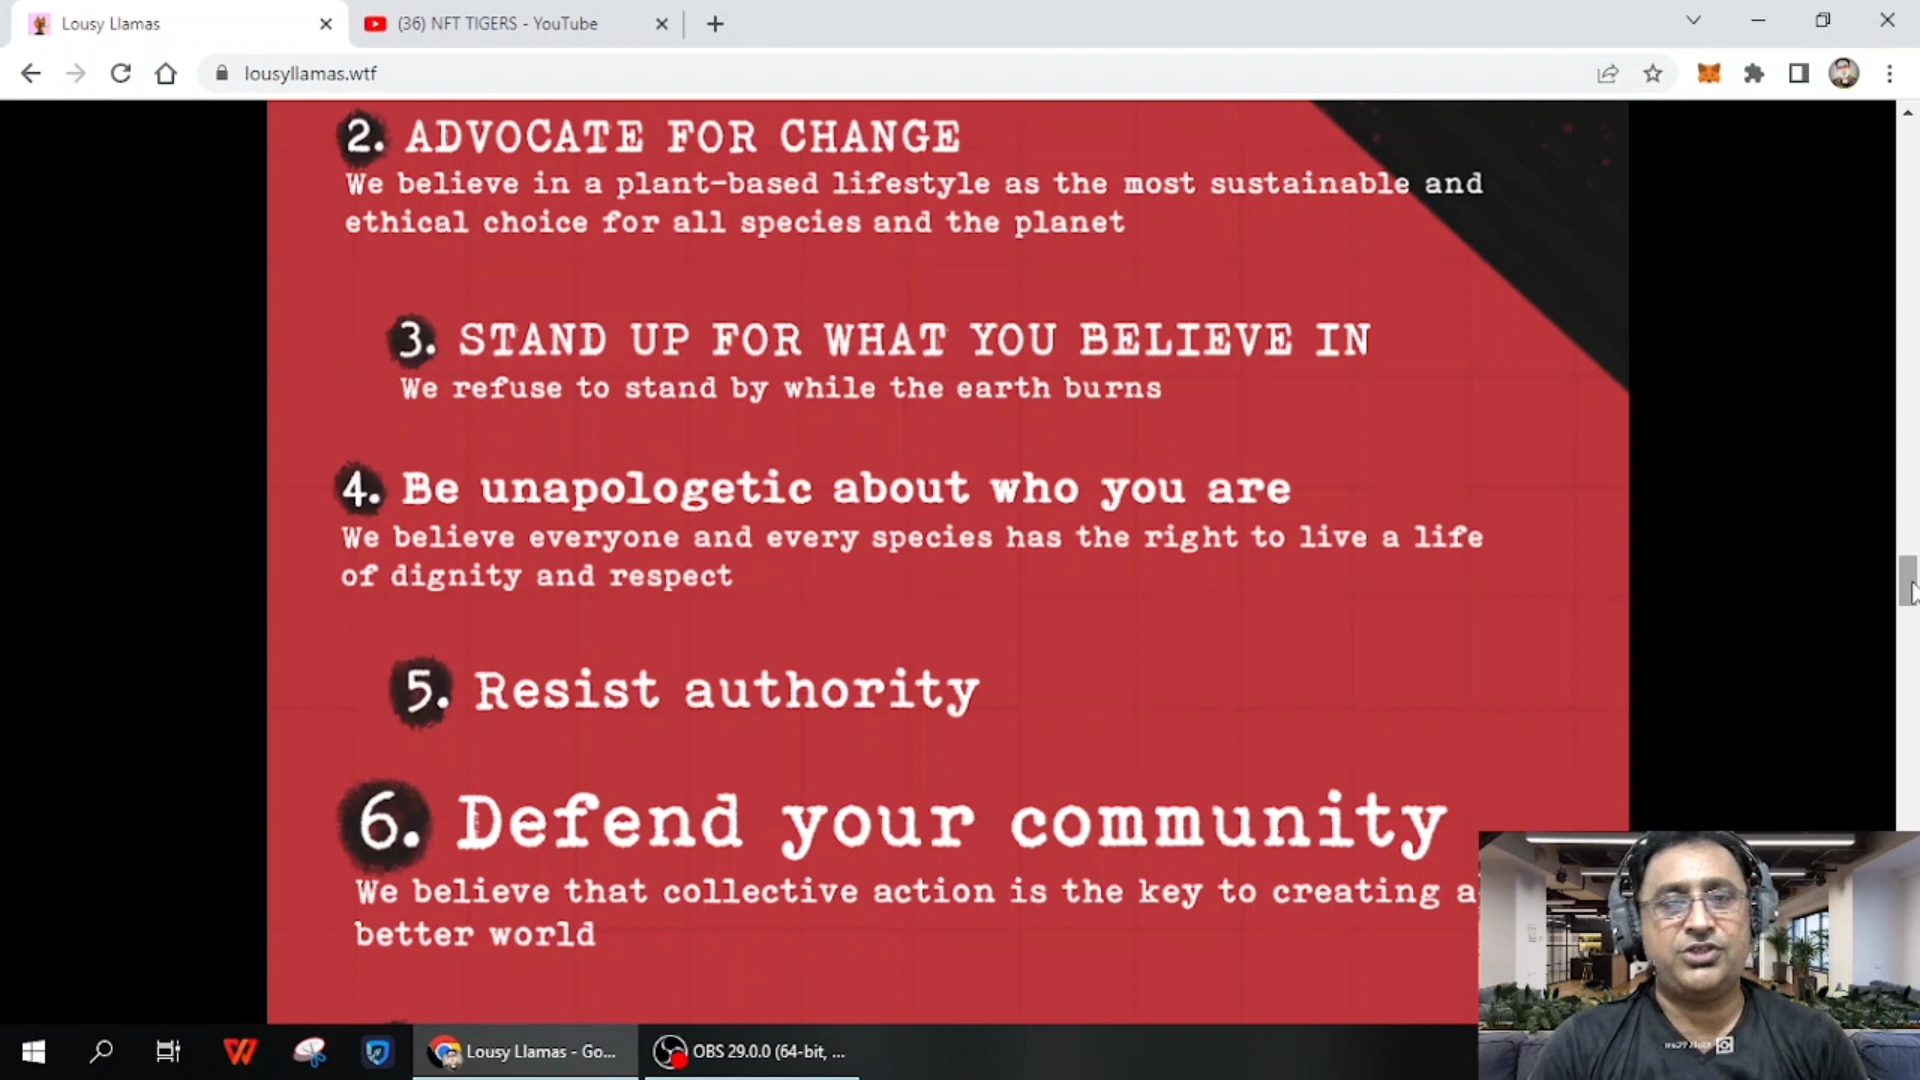 Lousy Llamas
(36) NFT TIGERS - YouTube
lousyllamas.wtf
2. ADVOCATE FOR CHANGE
We believe in a plant-based lifestyle as the most sustainable and
ethical choice for all species and the planet
3. STAND UP FOR WHAT YOU BELIEVE IN
We refuse to stand by while the earth burns
4. Be unapologetic about who you are
We believe everyone and every species has the right to live a life
of dignity and respect
5. Resist authority
6. Defend your community
We believe that collective action is the key to creating a
better world
Lousy Llamas - Go...
OBS 29.0.0 (64-bit, ...